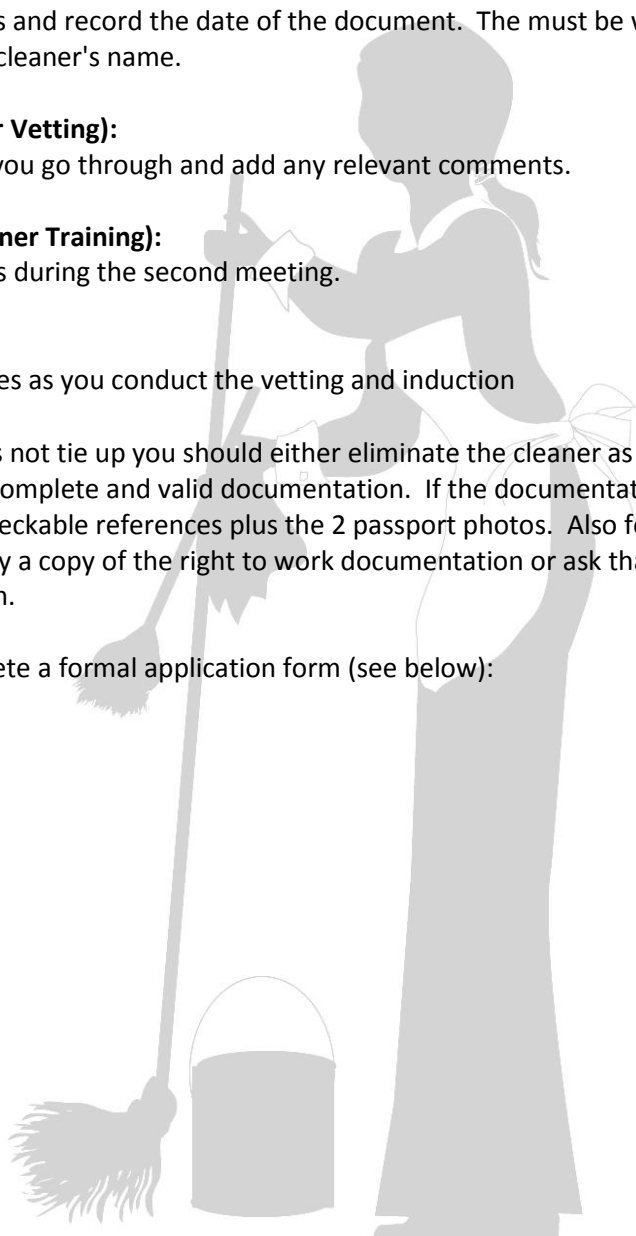 s and record the date of the document.  The must be v
cleaner's name.
r Vetting):
you go through and add any relevant comments.
ner Training):
s during the second meeting.
es as you conduct the vetting and induction
s not tie up you should either eliminate the cleaner as
omplete and valid documentation.  If the documentat
eckable references plus the 2 passport photos.  Also fo
y a copy of the right to work documentation or ask tha
n.
ete a formal application form (see below):